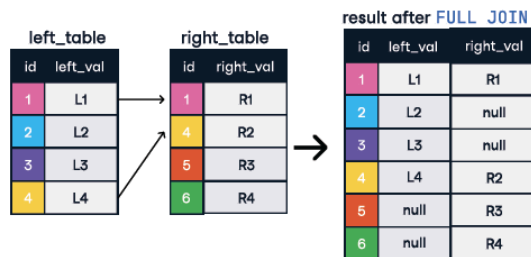 result after FULL JOIN
left_table
right_table
id left_val
1 L1
2 L2
3 L3
4 L4
id right_val
1 R1
4 R2
5 R3
6 R4
id left_val right_val
1 L1 R1
2 L2 null
3 L3 null
4 L4 R2
5 null R3
6 null R4